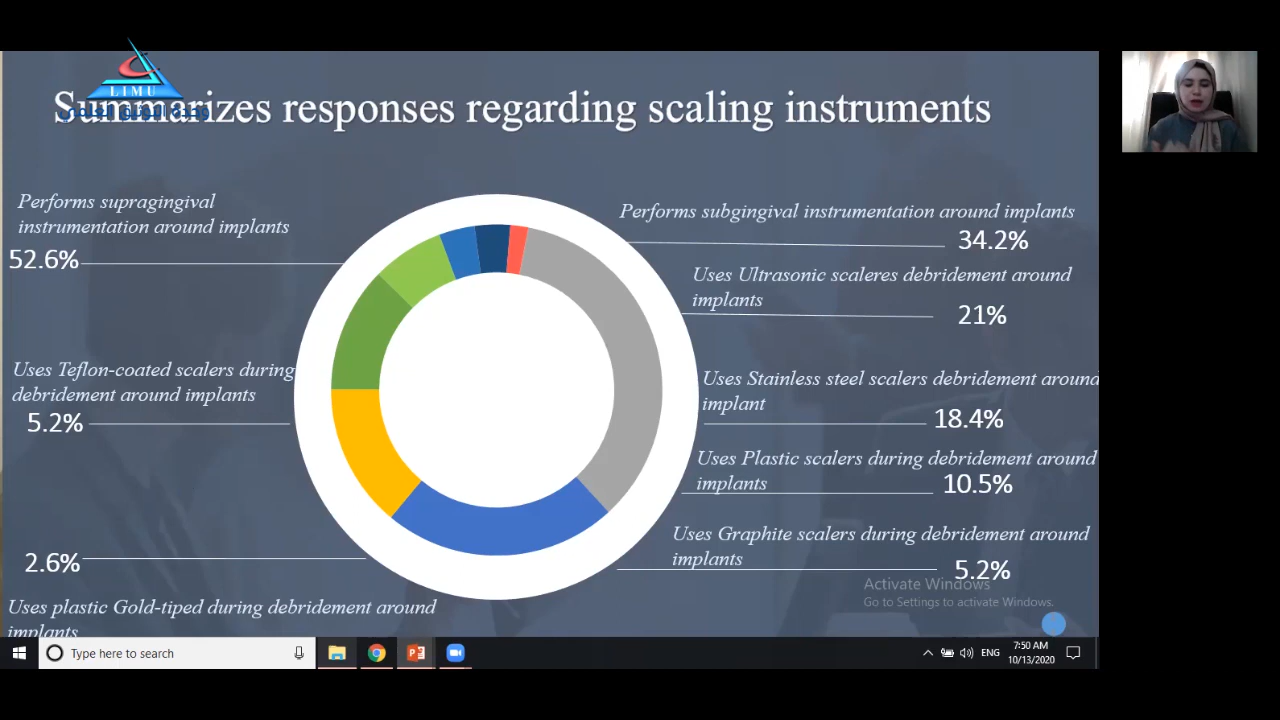 LIMU
Summarizes responses regarding scaling instruments
Performs supragingival
instrumentation around implants
52.6%
Uses Teflon-coated scalers during
debridement around implants
5.2%
2.6%
Uses plastic Gold-tiped during debridement around
implants
Performs subgingival instrumentation around implants
34.2%
Uses Ultrasonic scaleres debridement around
implants
21%
Uses Stainless steel scalers debridement around
implant
18.4%
Uses Plastic scalers during debridement around
implants
10.5%
Uses Graphite scalers during debridement around
implants
5.2%
Activate Windows
Go to Settings to activate Windows.
Type here to search
ENG
7:50 AM
10/13/2020